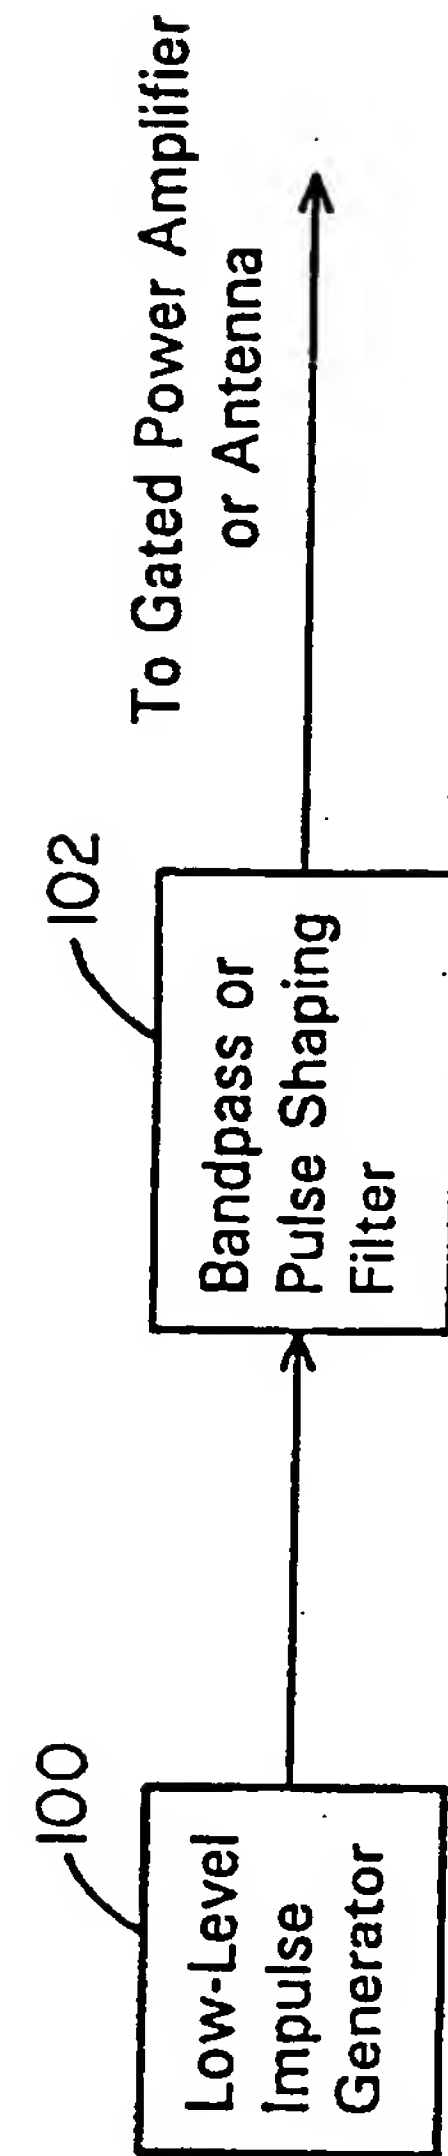 100
Low-Level
Impulse
Generator
102
Bandpass or
Pulse Shaping
Filter
To Gated Power Amplifier
or Antenna